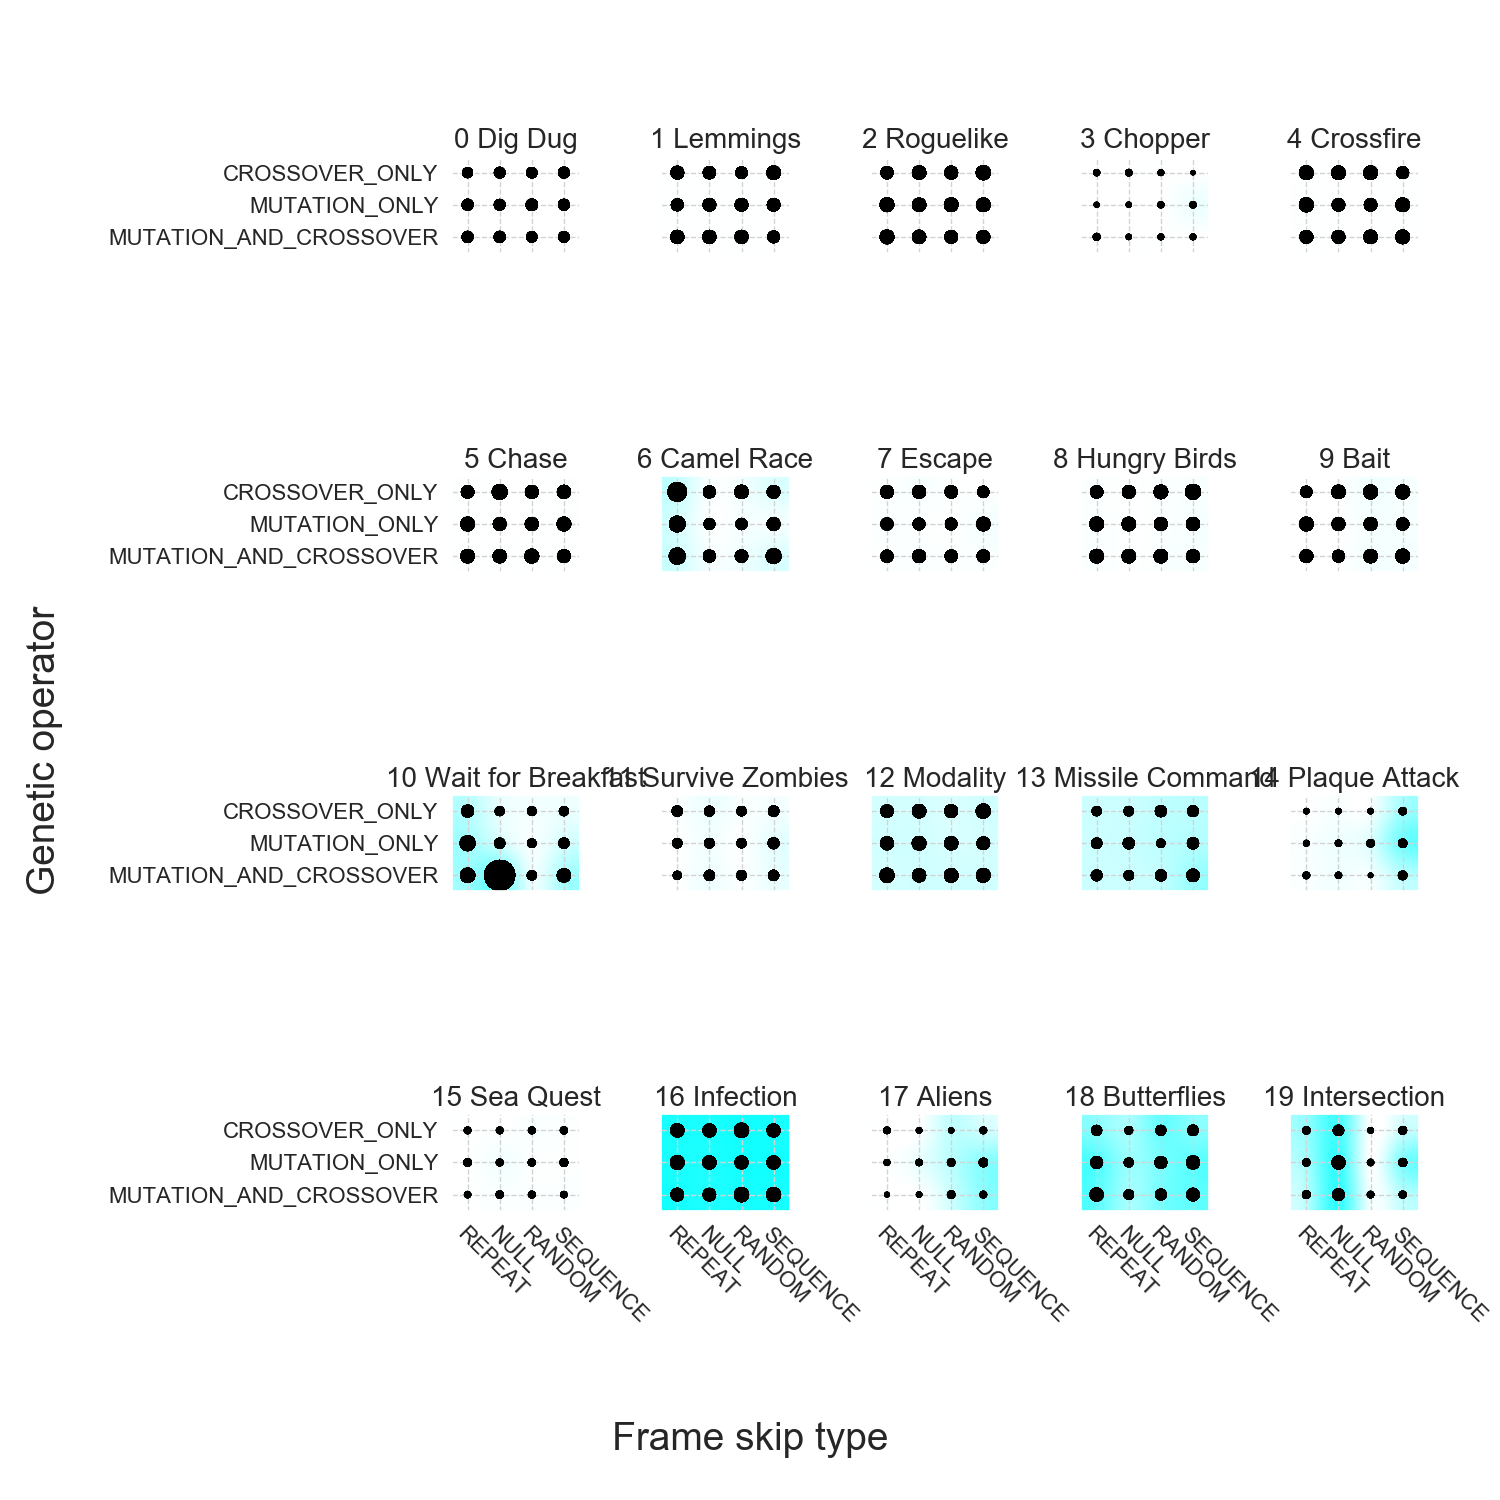 0 Dig Dug
1 Lemmings
2 Roguelike
3 Chopper
4 Crossfire
CROSSOVER_ONLY
MUTATION_ONLY
MUTATION_AND_CROSSOVER
5 Chase
6 Camel Race
7 Escape
8 Hungry Birds
9 Bait
CROSSOVER_ONLY
MUTATION_ONLY
MUTATION_AND_CROSSOVER
Genetic operator
10 Wait for Breakfast
11 Survive Zombies
12 Modality
13 Missile Command
14 Plaque Attack
CROSSOVER_ONLY
MUTATION_ONLY
MUTATION_AND_CROSSOVER
15 Sea Quest
16 Infection
17 Aliens
18 Butterflies
19 Intersection
CROSSOVER_ONLY
MUTATION_ONLY
MUTATION_AND_CROSSOVER
REPEAT
NULL
RANDOM
SEQUENCE
REPEAT
NULL
RANDOM
SEQUENCE
REPEAT
NULL
RANDOM
SEQUENCE
REPEAT
NULL
RANDOM
SEQUENCE
REPEAT
NULL
RANDOM
SEQUENCE
Frame skip type